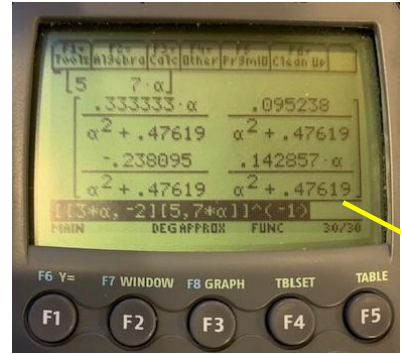 F1▾ F2▾ F3▾ F4▾ F5 F6▾
Tools Algebra Calc Other PrgmIO Clean Up
[5 7·α]
.333333·α .095238
α² + .47619 α² + .47619
-.238095 .142857·α
α² + .47619 α² + .47619
[[3*α,-2][5,7*α]]^(-1)
MAIN DEG APPROX FUNC 30/30
F6 Y= F7 WINDOW F8 GRAPH TBLSET TABLE
F1 F2 F3 F4 F5